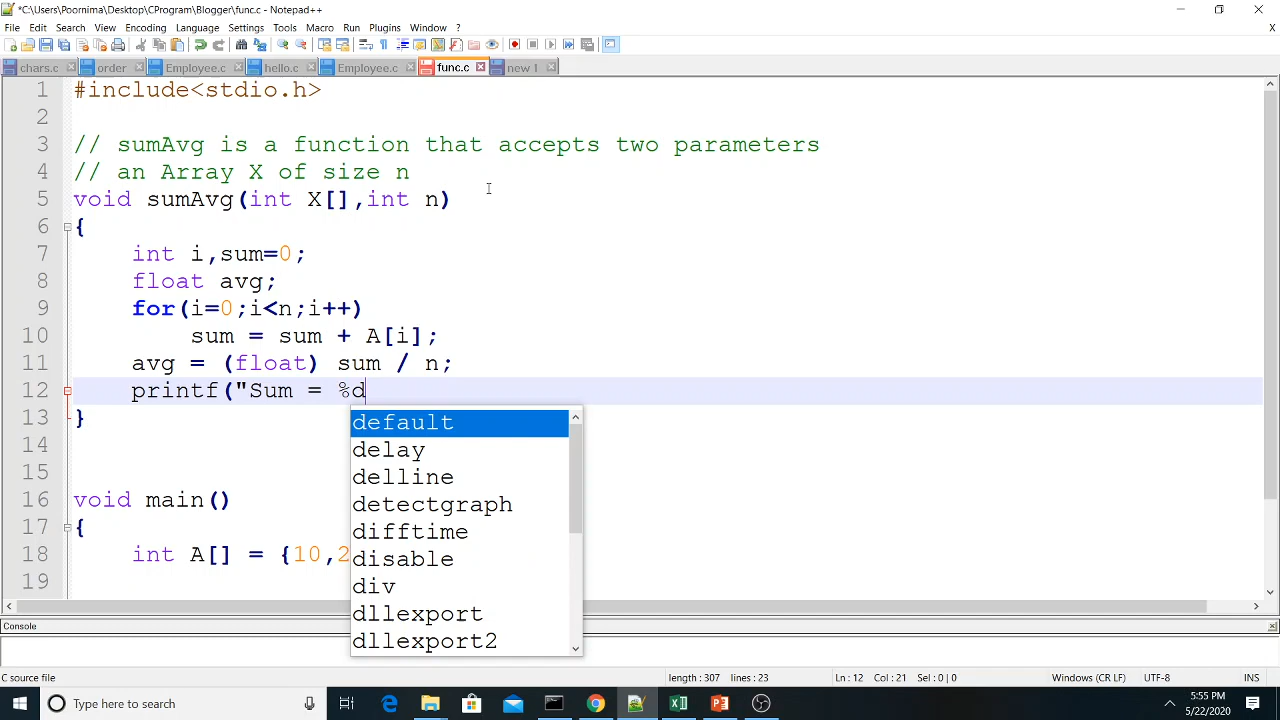 *C:\Users\Poornima\Desktop\CProgram\Blogger\func.c - Notepad++
File Edit Search View Encoding Language Settings Tools Macro Run Plugins Window ? X
chars.c order Employee.c hello.c Employee.c func.c new 1
1 #include<stdio.h>
2
3 // sumAvg is a function that accepts two parameters
4 // an Array X of size n
5 void sumAvg(int X[],int n)
6 {
7 int i,sum=0;
8 float avg;
9 for(i=0;i<n;i++)
10 sum = sum + A[i];
11 avg = (float) sum / n;
12 printf("Sum = %d
13 }
default
14
delay
15
delline
16 void main()
detectgraph
17 {
difftime
18 int A[] = {10,2
disable
19
div
dllexport
dllexport2
Console
C source file length : 307 lines : 23 Ln : 12 Col : 21 Sel : 0 | 0 Windows (CR LF) UTF-8 INS
Type here to search
5:55 PM
5/22/2020